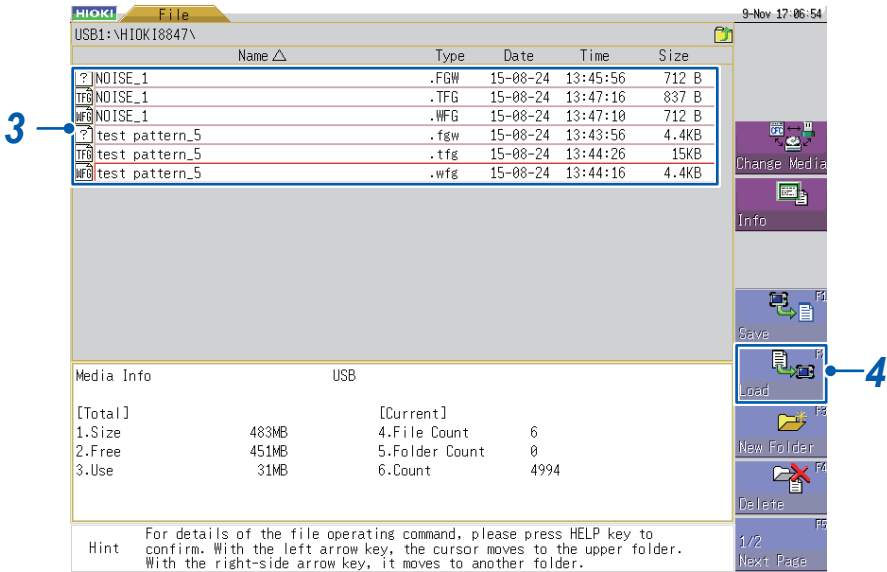 HIOKI File 9-Nov 17:06:54
USB1:\HIOKI8847\
Name △ Type Date Time Size
? NOISE_1 .FGW 15-08-24 13:45:56 712 B
TFG NOISE_1 .TFG 15-08-24 13:47:16 837 B
WFG NOISE_1 .WFG 15-08-24 13:47:10 712 B
3
? test pattern_5 .fgw 15-08-24 13:43:56 4.4KB
TFG test pattern_5 .tfg 15-08-24 13:44:26 15KB
WFG test pattern_5 .wfg 15-08-24 13:44:16 4.4KB
Change Media
Info
F1
Save
Load
4
F3
New Folder
F4
Delete
F5
1/2
Next Page
Media Info USB
[Total] [Current]
1.Size 483MB 4.File Count 6
2.Free 451MB 5.Folder Count 0
3.Use 31MB 6.Count 4994
Hint
For details of the file operating command, please press HELP key to
confirm. With the left arrow key, the cursor moves to the upper folder.
With the right-side arrow key, it moves to another folder.